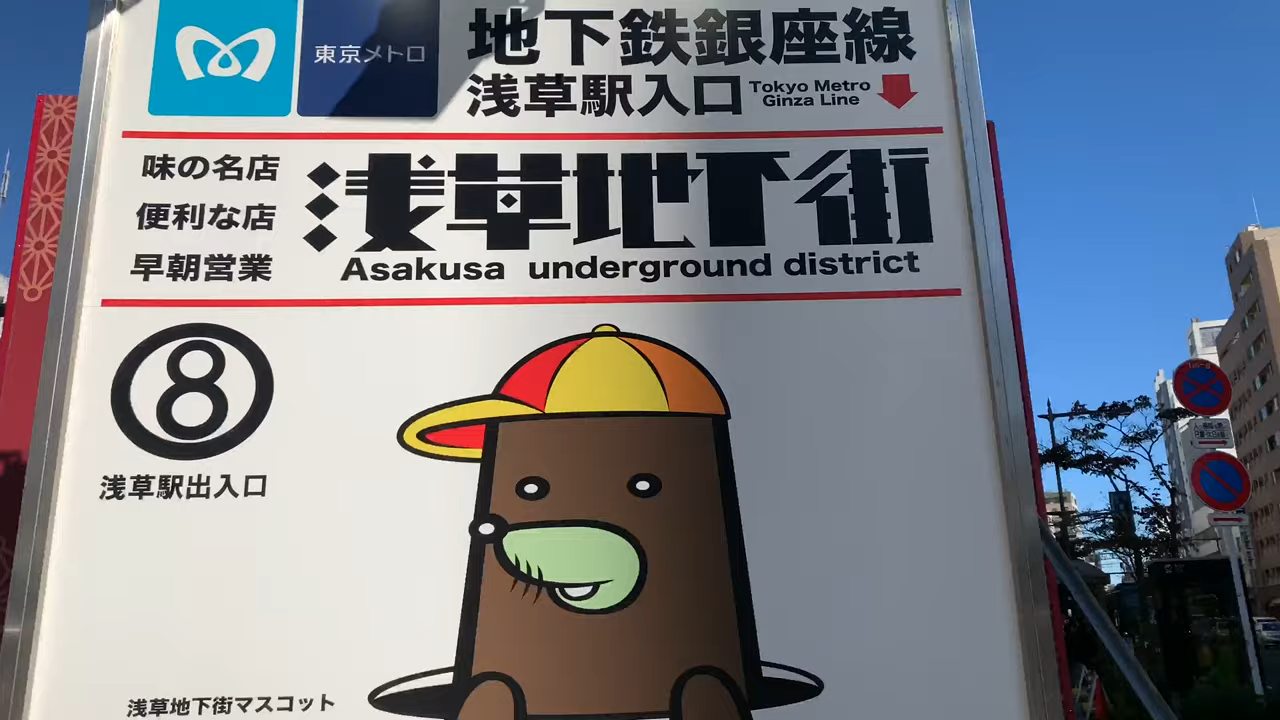 東京メトロ
地下鉄銀座線
浅草駅入口
Tokyo Metro
Ginza Line
味の名店
便利な店
早朝営業
浅草地下街
Asakusa underground district
8
浅草駅出入口
浅草地下街マスコット